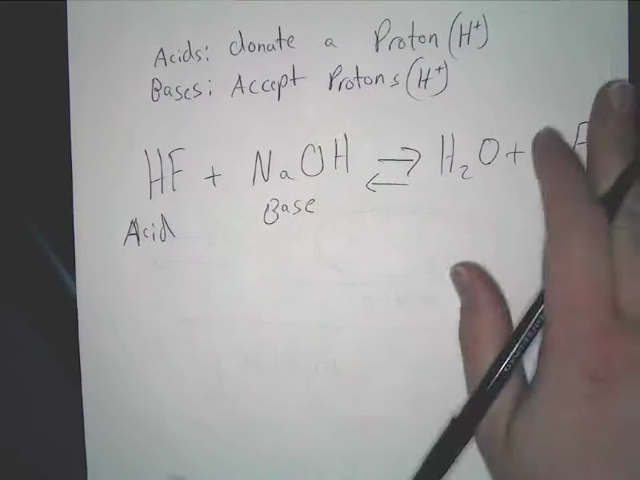 Acids: donate a Proton (H⁺)
Bases: Accept Protons (H⁺)
HF + NaOH ⇄ H₂O + F
Acid Base